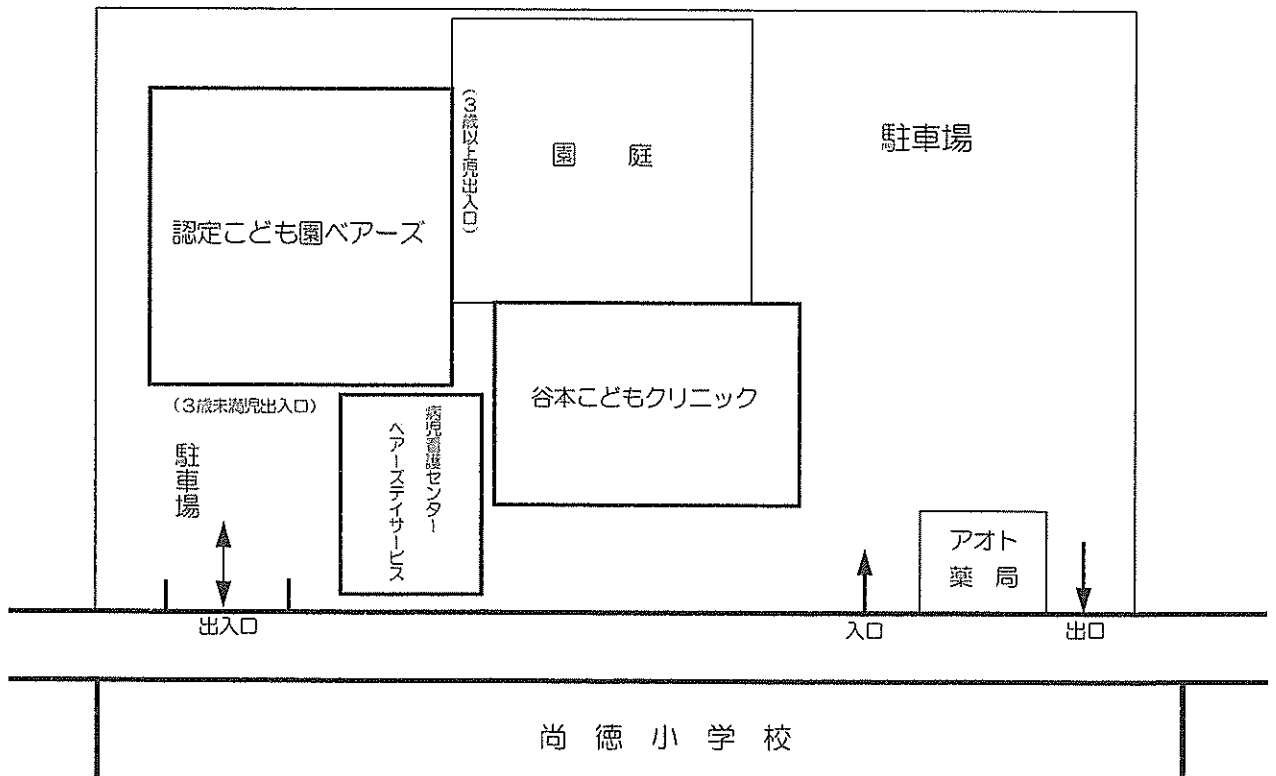 (3歳以上児出入口)
園　庭
駐車場
認定こども園ベアーズ
谷本こどもクリニック
(3歳未満児出入口)
病児看護センター
ベアーズデイサービス
駐車場
アオト
薬 局
出入口
入口
出口
尚 徳 小 学 校